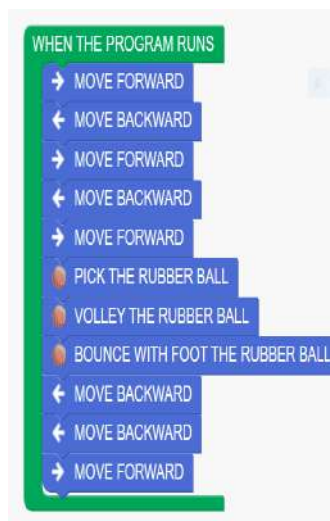 WHEN THE PROGRAM RUNS
MOVE FORWARD
MOVE BACKWARD
MOVE FORWARD
MOVE BACKWARD
MOVE FORWARD
PICK THE RUBBER BALL
VOLLEY THE RUBBER BALL
BOUNCE WITH FOOT THE RUBBER BALL
MOVE BACKWARD
MOVE BACKWARD
MOVE FORWARD